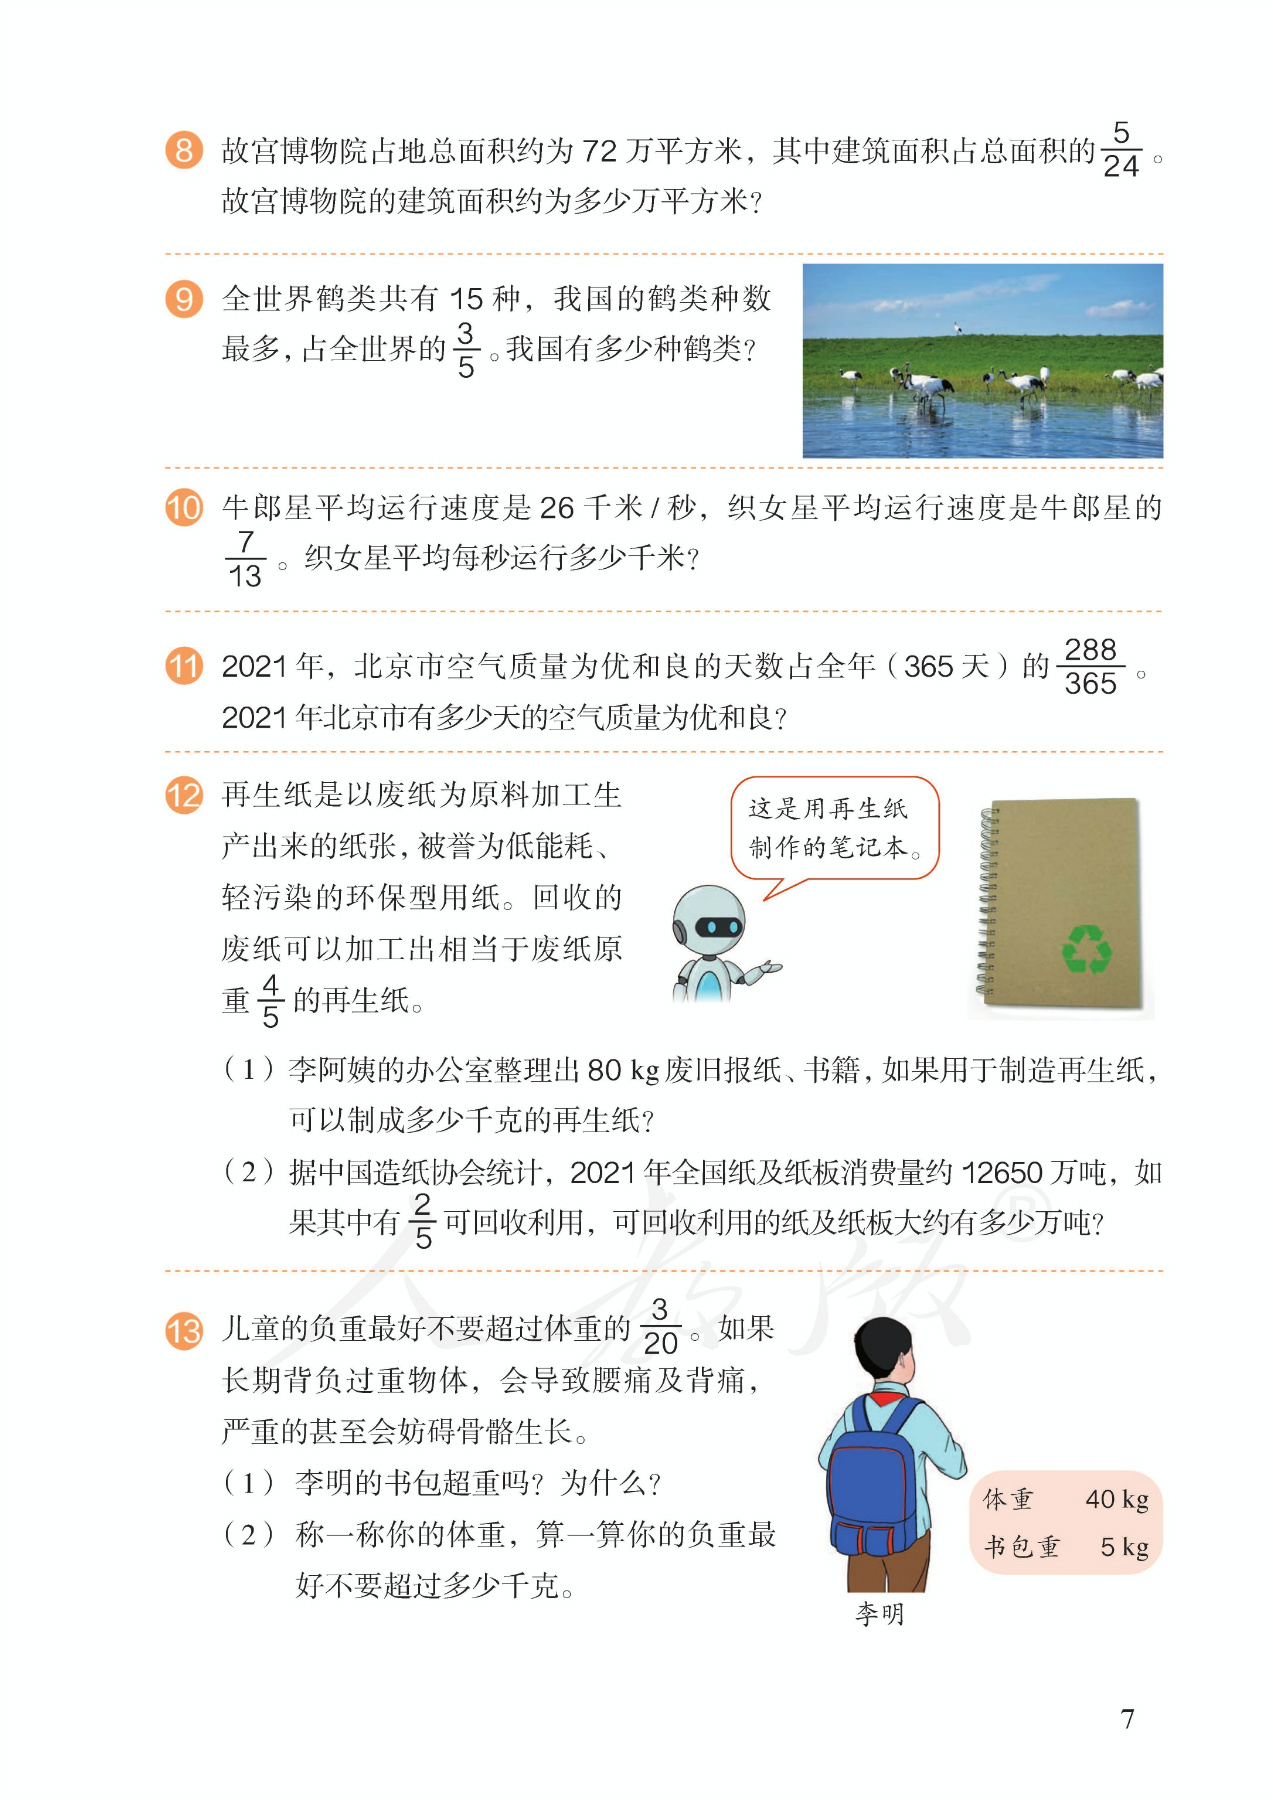 8 故宫博物院占地总面积约为 72 万平方米，其中建筑面积占总面积的 5/24 。
故宫博物院的建筑面积约为多少万平方米？
9 全世界鹤类共有 15 种，我国的鹤类种数
最多，占全世界的 3/5 。我国有多少种鹤类？
10 牛郎星平均运行速度是 26 千米 / 秒，织女星平均运行速度是牛郎星的
7/13 。织女星平均每秒运行多少千米？
11 2021 年，北京市空气质量为优和良的天数占全年（365 天）的 288/365 。
2021 年北京市有多少天的空气质量为优和良？
12 再生纸是以废纸为原料加工生
产出来的纸张，被誉为低能耗、
轻污染的环保型用纸。回收的
废纸可以加工出相当于废纸原
重 4/5 的再生纸。
这是用再生纸
制作的笔记本。
（1）李阿姨的办公室整理出 80 kg 废旧报纸、书籍，如果用于制造再生纸，
可以制成多少千克的再生纸？
（2）据中国造纸协会统计，2021 年全国纸及纸板消费量约 12650 万吨，如
果其中有 2/5 可回收利用，可回收利用的纸及纸板大约有多少万吨？
人教版®
13 儿童的负重最好不要超过体重的 3/20 。如果
长期背负过重物体，会导致腰痛及背痛，
严重的甚至会妨碍骨骼生长。
（1）李明的书包超重吗？为什么？
（2）称一称你的体重，算一算你的负重最
好不要超过多少千克。
体重 40 kg
书包重 5 kg
李明
7